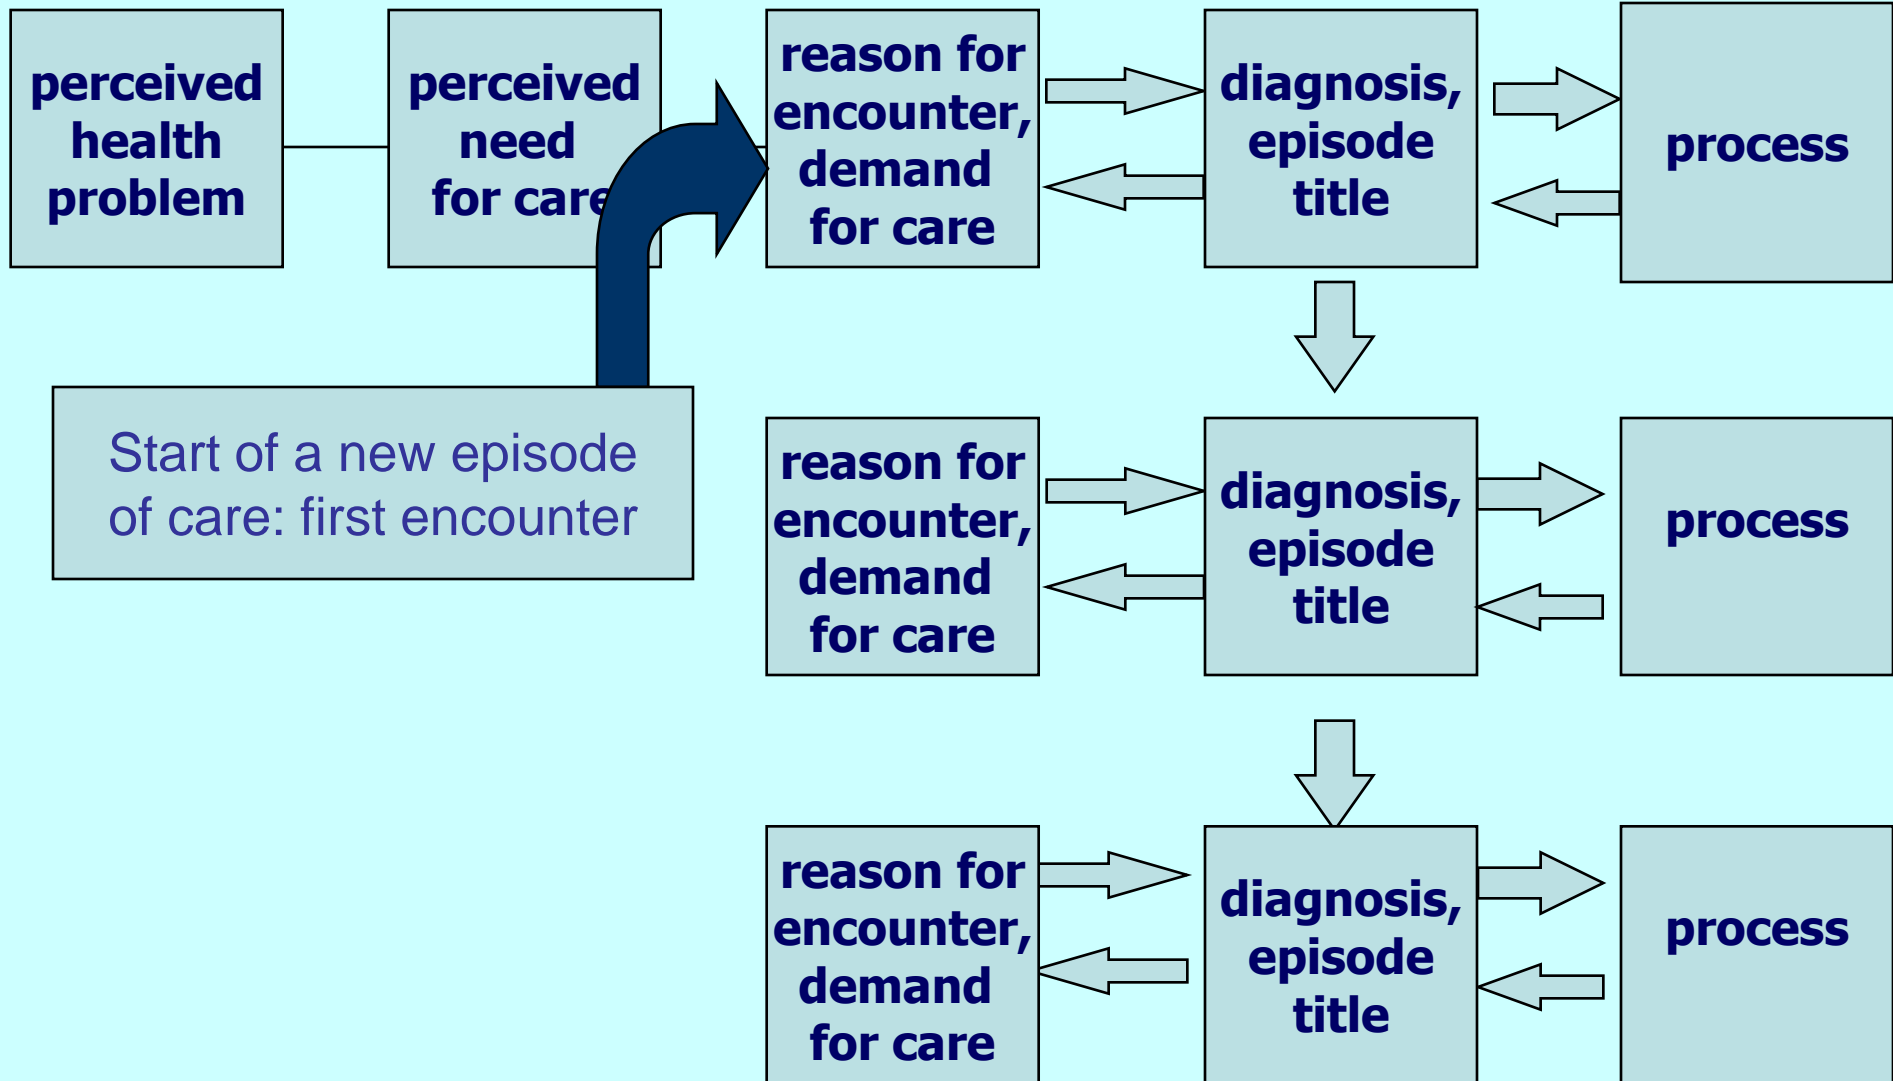 perceived
health
problem
perceived
need
for care
reason for
encounter,
demand
for care
diagnosis,
episode
title
process
Start of a new episode
of care: first encounter
reason for
encounter,
demand
for care
diagnosis,
episode
title
process
reason for
encounter,
demand
for care
diagnosis,
episode
title
process